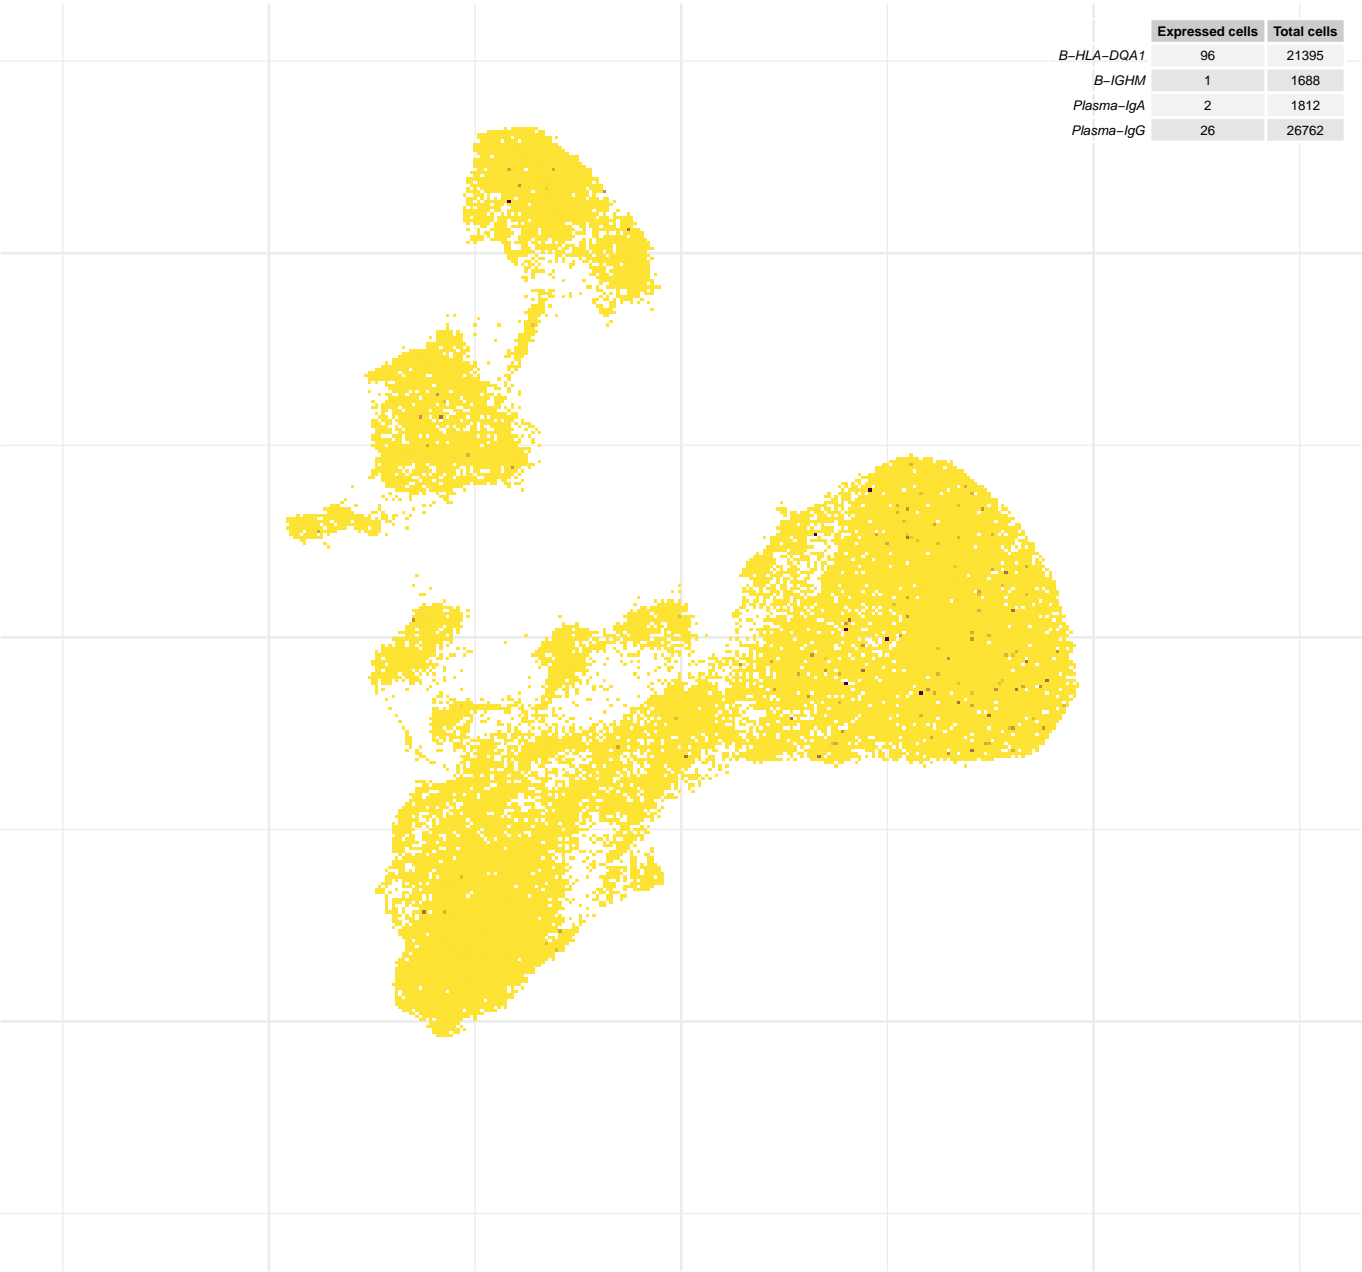 Expressed cells Total cells
B−HLA−DQA1 96 21395
B−IGHM 1 1688
Plasma−IgA 2 1812
Plasma−IgG 26 26762